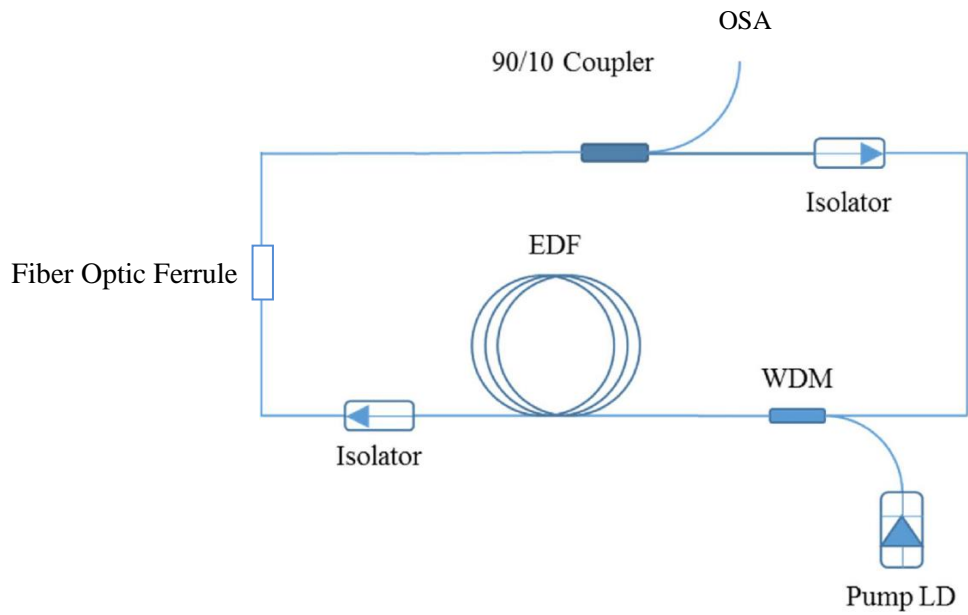 OSA
90/10 Coupler
Isolator
EDF
Fiber Optic Ferrule
WDM
Isolator
Pump LD